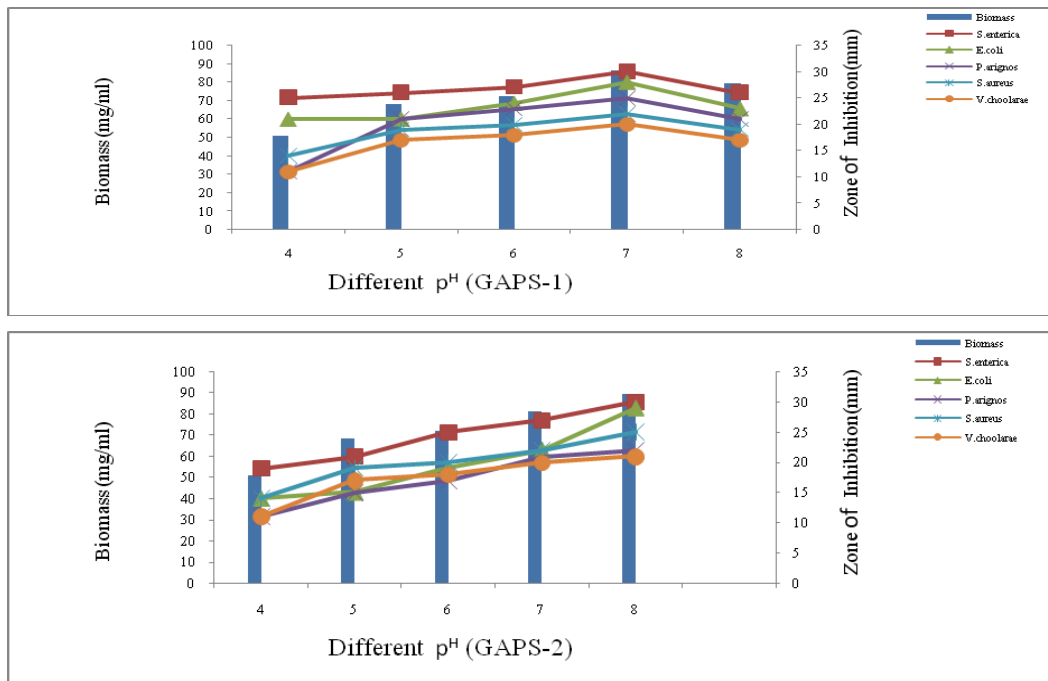 Biomass
S.enterica
E.coli
P.arignos
S.aureus
V.choolarae
100
90
80
70
60
50
40
30
20
10
0
Biomass (mg/ml)
35
30
25
20
15
10
5
0
Zone of Inhibition(mm)
4 5 6 7 8
Different pH (GAPS-1)
Biomass
S.enterica
E.coli
P.arignos
S.aureus
V.choolarae
100
90
80
70
60
50
40
30
20
10
0
Biomass (mg/ml)
35
30
25
20
15
10
5
0
Zone of Inhibition(mm)
4 5 6 7 8
Different pH (GAPS-2)